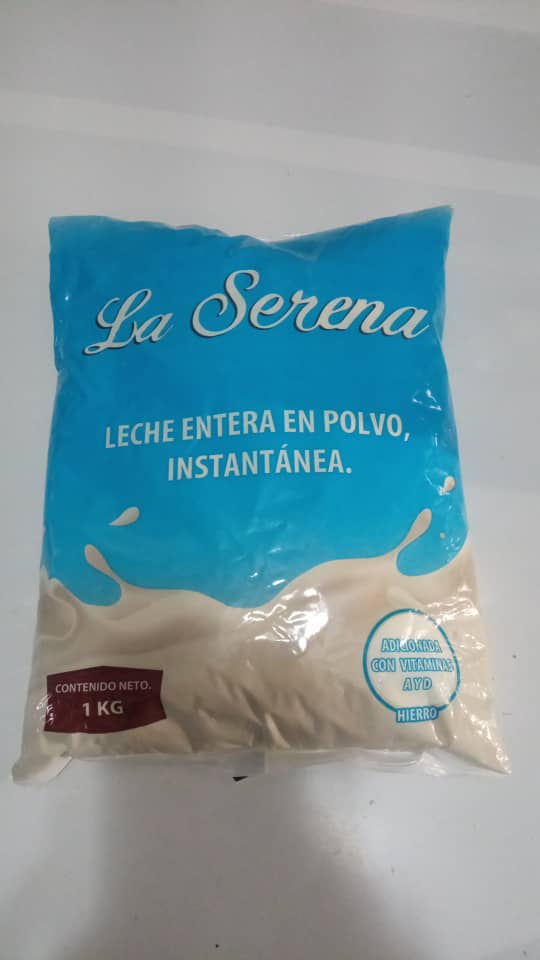 La Serena
LECHE ENTERA EN POLVO,
INSTANTÁNEA.
ADICIONADA
CON VITAMINAS
A Y D
HIERRO
CONTENIDO NETO.
1 KG